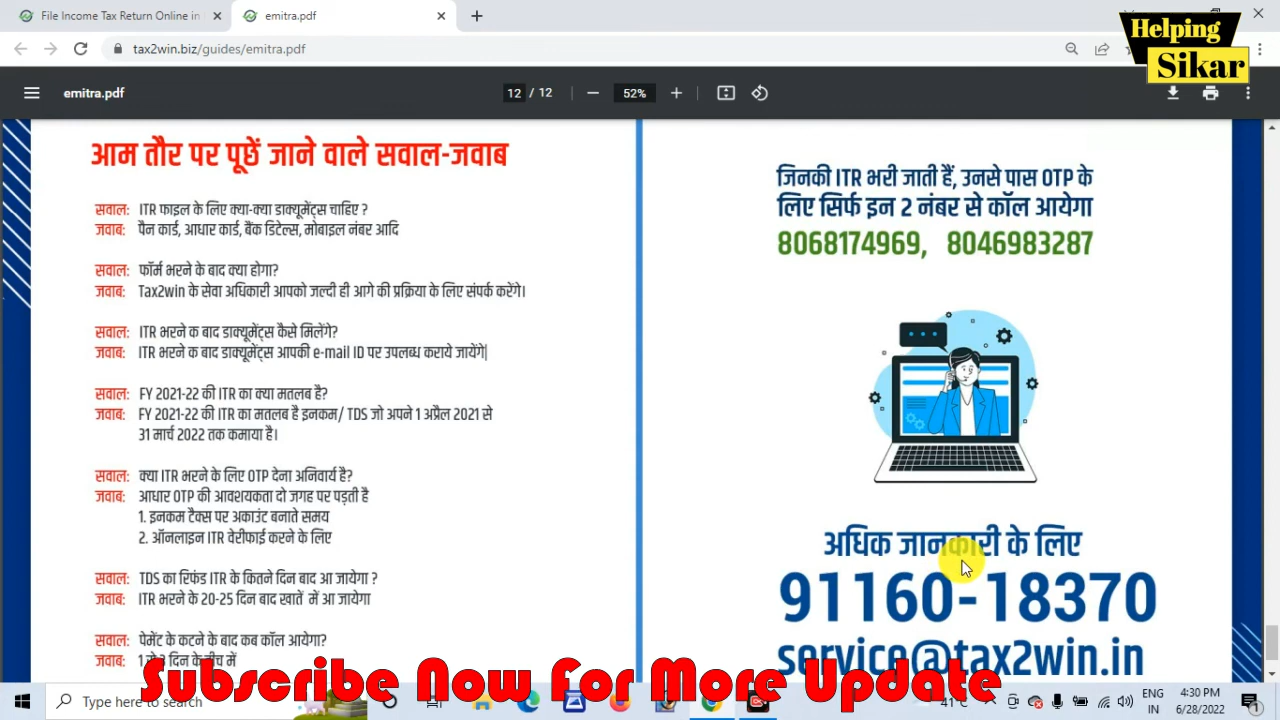 File Income Tax Return Online in
emitra.pdf
Helping
Sikar
tax2win.biz/guides/emitra.pdf
emitra.pdf
12 / 12
52%
आम तौर पर पूछें जाने वाले सवाल-जवाब
सवाल: ITR फाइल के लिए क्या-क्या डाक्यूमेंट्स चाहिए ?
जवाब: पैन कार्ड, आधार कार्ड, बैंक डिटेल्स, मोबाइल नंबर आदि
सवाल: फॉर्म भरने के बाद क्या होगा?
जवाब: Tax2win के सेवा अधिकारी आपको जल्दी ही आगे की प्रक्रिया के लिए संपर्क करेंगे।
सवाल: ITR भरने क बाद डाक्यूमेंट्स कैसे मिलेंगे?
जवाब: ITR भरने क बाद डाक्यूमेंट्स आपकी e-mail ID पर उपलब्ध कराये जायेंगे|
सवाल: FY 2021-22 की ITR का क्या मतलब है?
जवाब: FY 2021-22 की ITR का मतलब है इनकम/ TDS जो अपने 1 अप्रैल 2021 से
31 मार्च 2022 तक कमाया है।
सवाल: क्या ITR भरने के लिए OTP देना अनिवार्य है?
जवाब: आधार OTP की आवशयकता दो जगह पर पड़ती है
1. इनकम टैक्स पर अकाउंट बनाते समय
2. ऑनलाइन ITR वेरीफाई करने के लिए
सवाल: TDS का रिफंड ITR के कितने दिन बाद आ जायेगा ?
जवाब: ITR भरने के 20-25 दिन बाद खातें में आ जायेगा
सवाल: पेमेंट के कटने के बाद कब कॉल आयेगा?
जवाब: 1 से 2 दिन के बीच में
जिनकी ITR भरी जाती हैं, उनसे पास OTP के
लिए सिर्फ इन 2 नंबर से कॉल आयेगा
8068174969, 8046983287
अधिक जानकारी के लिए
91160-18370
service@tax2win.in
Subscribe Now For More Update
Type here to search
41°C
ENG
IN
4:30 PM
6/28/2022
1